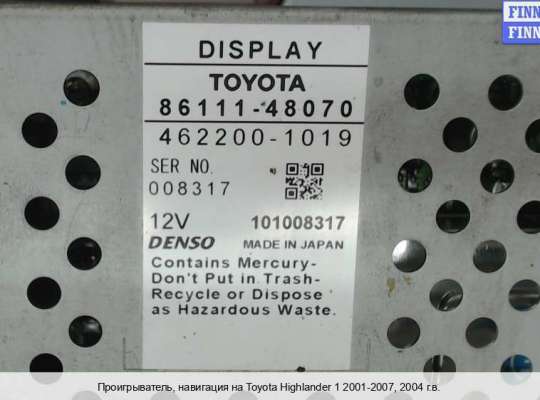 FINN
FINN
DISPLAY
TOYOTA
86111-48070
462200-1019
SER NO.
008317
12V 101008317
DENSO MADE IN JAPAN
Contains Mercury-
Don't Put in Trash-
Recycle or Dispose
as Hazardous Waste.
Проигрыватель, навигация на Toyota Highlander 1 2001-2007, 2004 г.в.